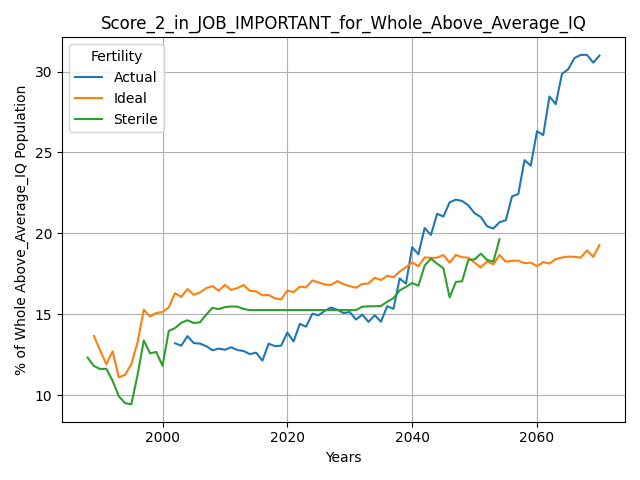 Score_2_in_JOB_IMPORTANT_for_Whole_Above_Average_IQ
Fertility
Actual
Ideal
Sterile
% of Whole Above_Average_IQ Population
30
25
20
15
10
2000
2020
2040
2060
Years